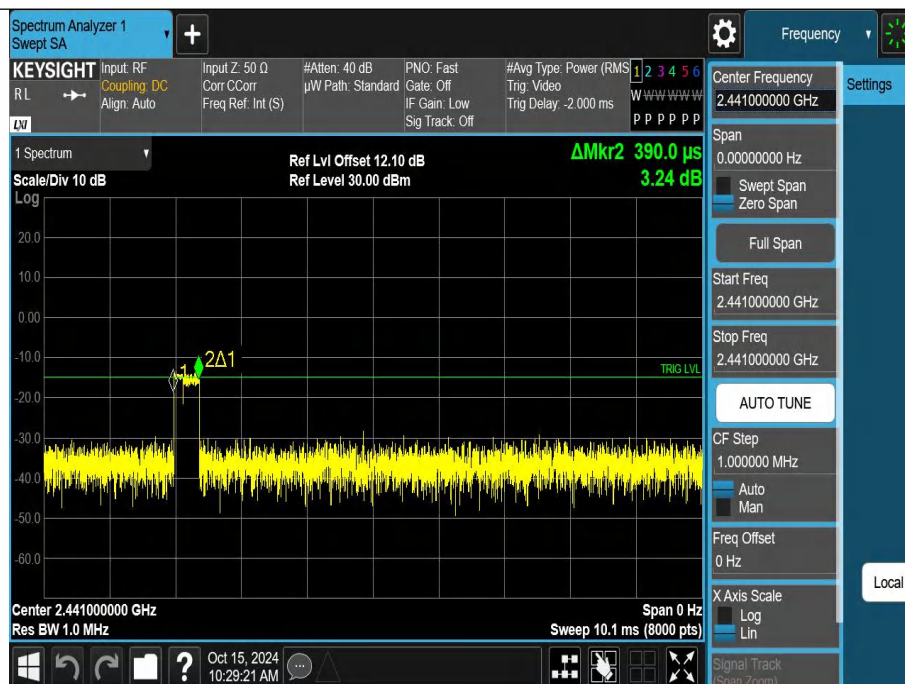 Spectrum Analyzer 1
Swept SA
Frequency
KEYSIGHT
RL
LXI
Input: RF
Coupling: DC
Align: Auto
Input Z: 50 Ω
Corr CCorr
Freq Ref: Int (S)
#Atten: 40 dB
µW Path: Standard
PNO: Fast
Gate: Off
IF Gain: Low
Sig Track: Off
#Avg Type: Power (RMS
Trig: Video
Trig Delay: -2.000 ms
1 2 3 4 5 6
W W W W W W
P P P P P P
1 Spectrum
Scale/Div 10 dB
Ref Lvl Offset 12.10 dB
Ref Level 30.00 dBm
ΔMkr2 390.0 µs
3.24 dB
Log
20.0
10.0
0.00
-10.0
-20.0
-30.0
-40.0
-50.0
-60.0
1
2Δ1
TRIG LVL
Center 2.441000000 GHz
Res BW 1.0 MHz
Span 0 Hz
Sweep 10.1 ms (8000 pts)
Center Frequency
2.441000000 GHz
Span
0.00000000 Hz
Swept Span
Zero Span
Full Span
Start Freq
2.441000000 GHz
Stop Freq
2.441000000 GHz
AUTO TUNE
CF Step
1.000000 MHz
Auto
Man
Freq Offset
0 Hz
X Axis Scale
Log
Lin
Signal Track
(Span Zoom)
Settings
Local
?
Oct 15, 2024
10:29:21 AM